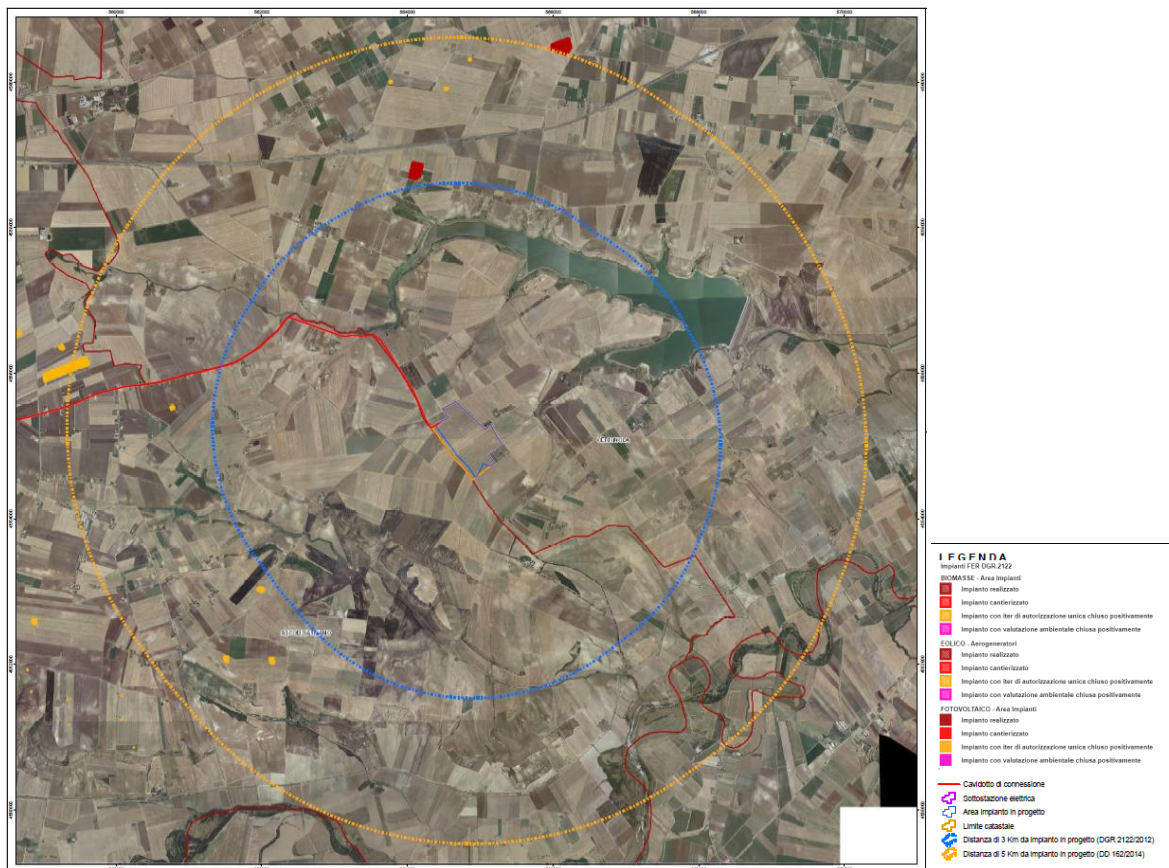 LEGENDA
Impianti FER DGR.2122
BIOMASSE - Area Impianti
Impianto realizzato
Impianto cantierizzato
Impianto con iter di autorizzazione unica chiuso positivamente
Impianto con valutazione ambientale chiusa positivamente
EOLICO - Aerogeneratori
Impianto realizzato
Impianto cantierizzato
Impianto con iter di autorizzazione unica chiuso positivamente
Impianto con valutazione ambientale chiusa positivamente
FOTOVOLTAICO - Area Impianti
Impianto realizzato
Impianto cantierizzato
Impianto con iter di autorizzazione unica chiuso positivamente
Impianto con valutazione ambientale chiusa positivamente
Cavidotto di connessione
Sottostazione elettrica
Area Impianto in progetto
Limite catastale
Distanza di 3 Km da impianto in progetto (DGR 2122/2012)
Distanza di 5 Km da impianto in progetto (DD 162/2014)